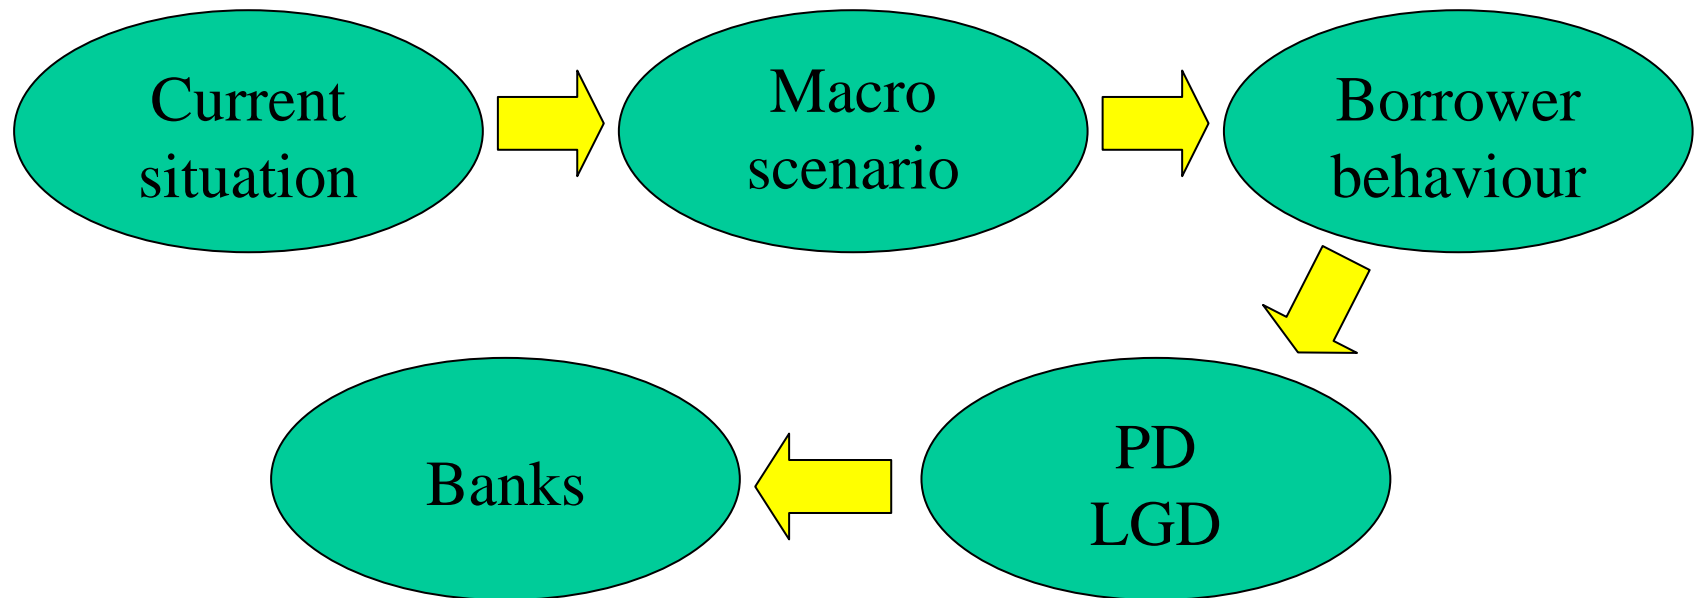 Current
situation
Macro
scenario
Borrower
behaviour
PD
LGD
Banks